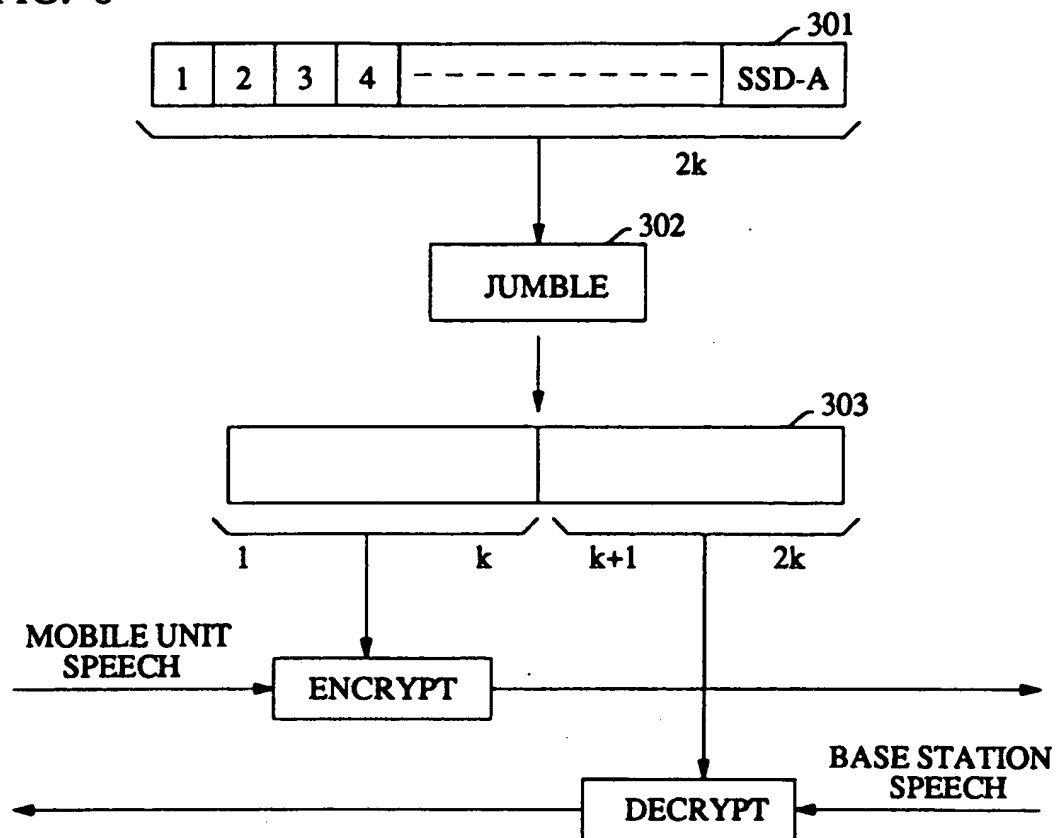 301
1 2 3 4 SSD-A
2k
302
JUMBLE
303
1 k k+1 2k
MOBILE UNIT
SPEECH
ENCRYPT
BASE STATION
SPEECH
DECRYPT